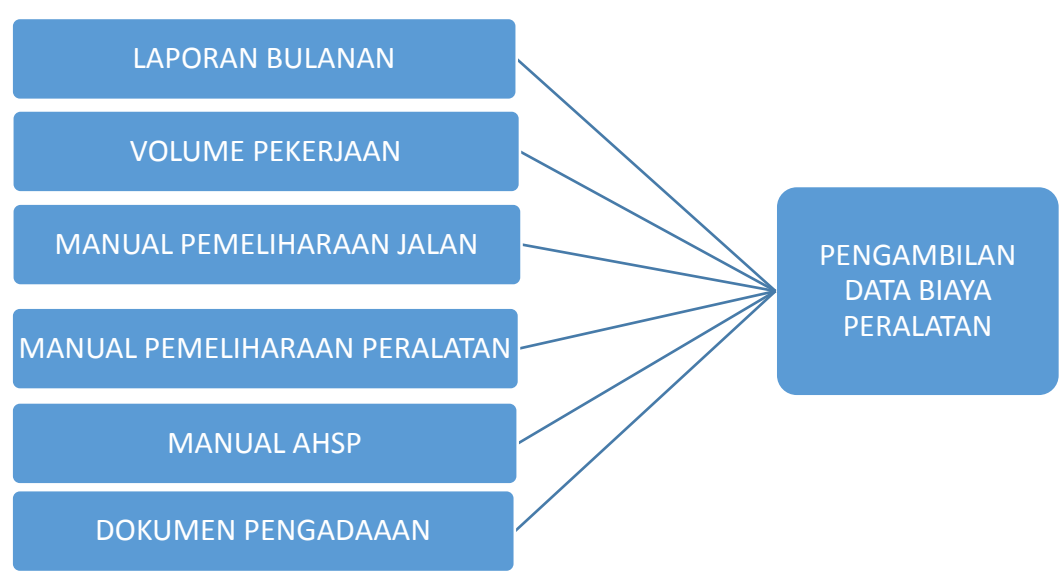 LAPORAN BULANAN
VOLUME PEKERJAAN
MANUAL PEMELIHARAAN JALAN
MANUAL PEMELIHARAAN PERALATAN
MANUAL AHSP
DOKUMEN PENGADAAAN
PENGAMBILAN
DATA BIAYA
PERALATAN